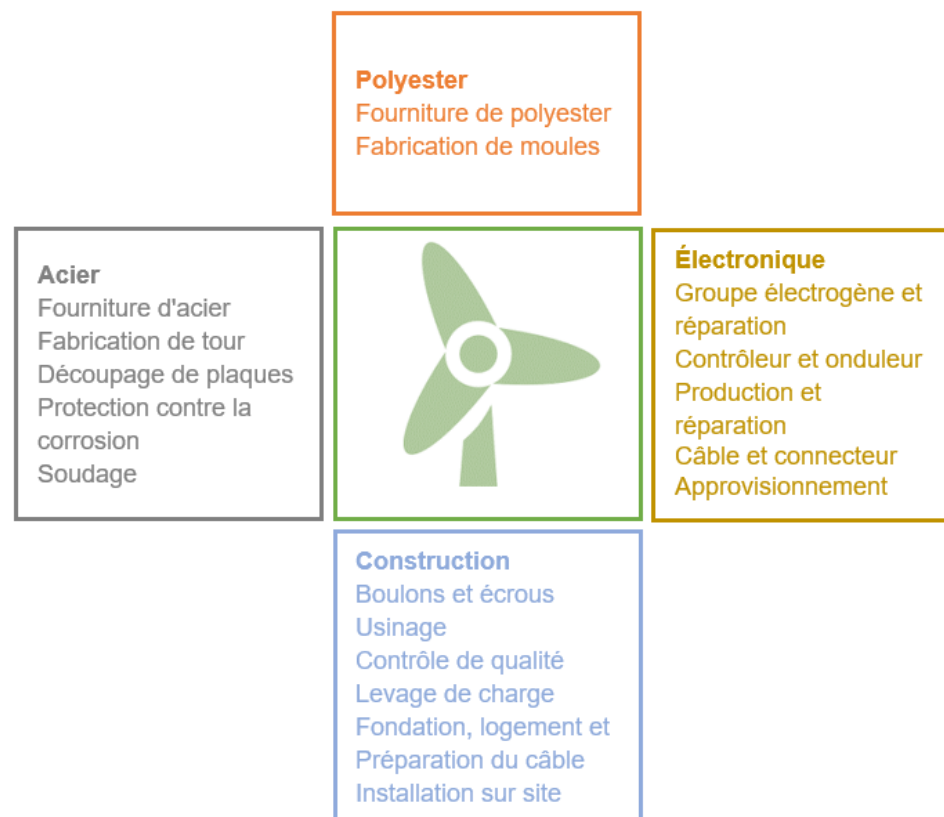 Polyester
Fourniture de polyester
Fabrication de moules
Acier
Fourniture d'acier
Fabrication de tour
Découpage de plaques
Protection contre la
corrosion
Soudage
Électronique
Groupe électrogène et
réparation
Contrôleur et onduleur
Production et
réparation
Câble et connecteur
Approvisionnement
Construction
Boulons et écrous
Usinage
Contrôle de qualité
Levage de charge
Fondation, logement et
Préparation du câble
Installation sur site